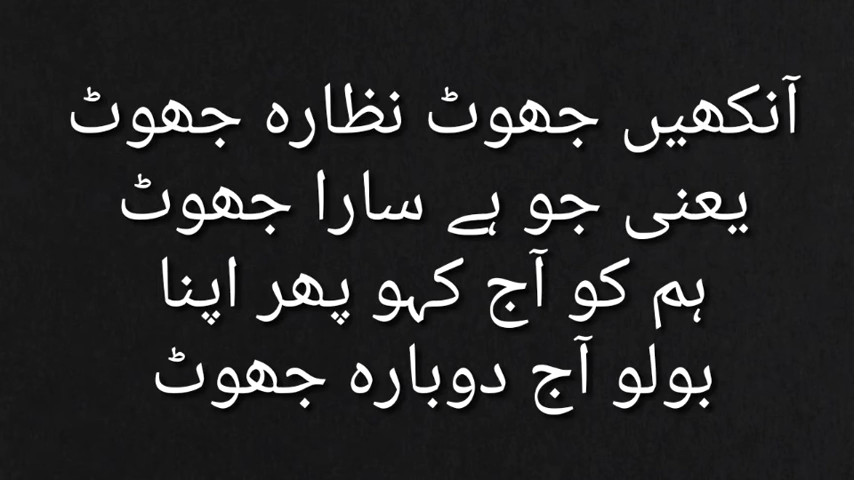 آنکھیں جھوٹ نظارہ جھوٹ
یعنی جو ہے سارا جھوٹ
ہم کو آج کہو پھر اپنا
بولو آج دوبارہ جھوٹ